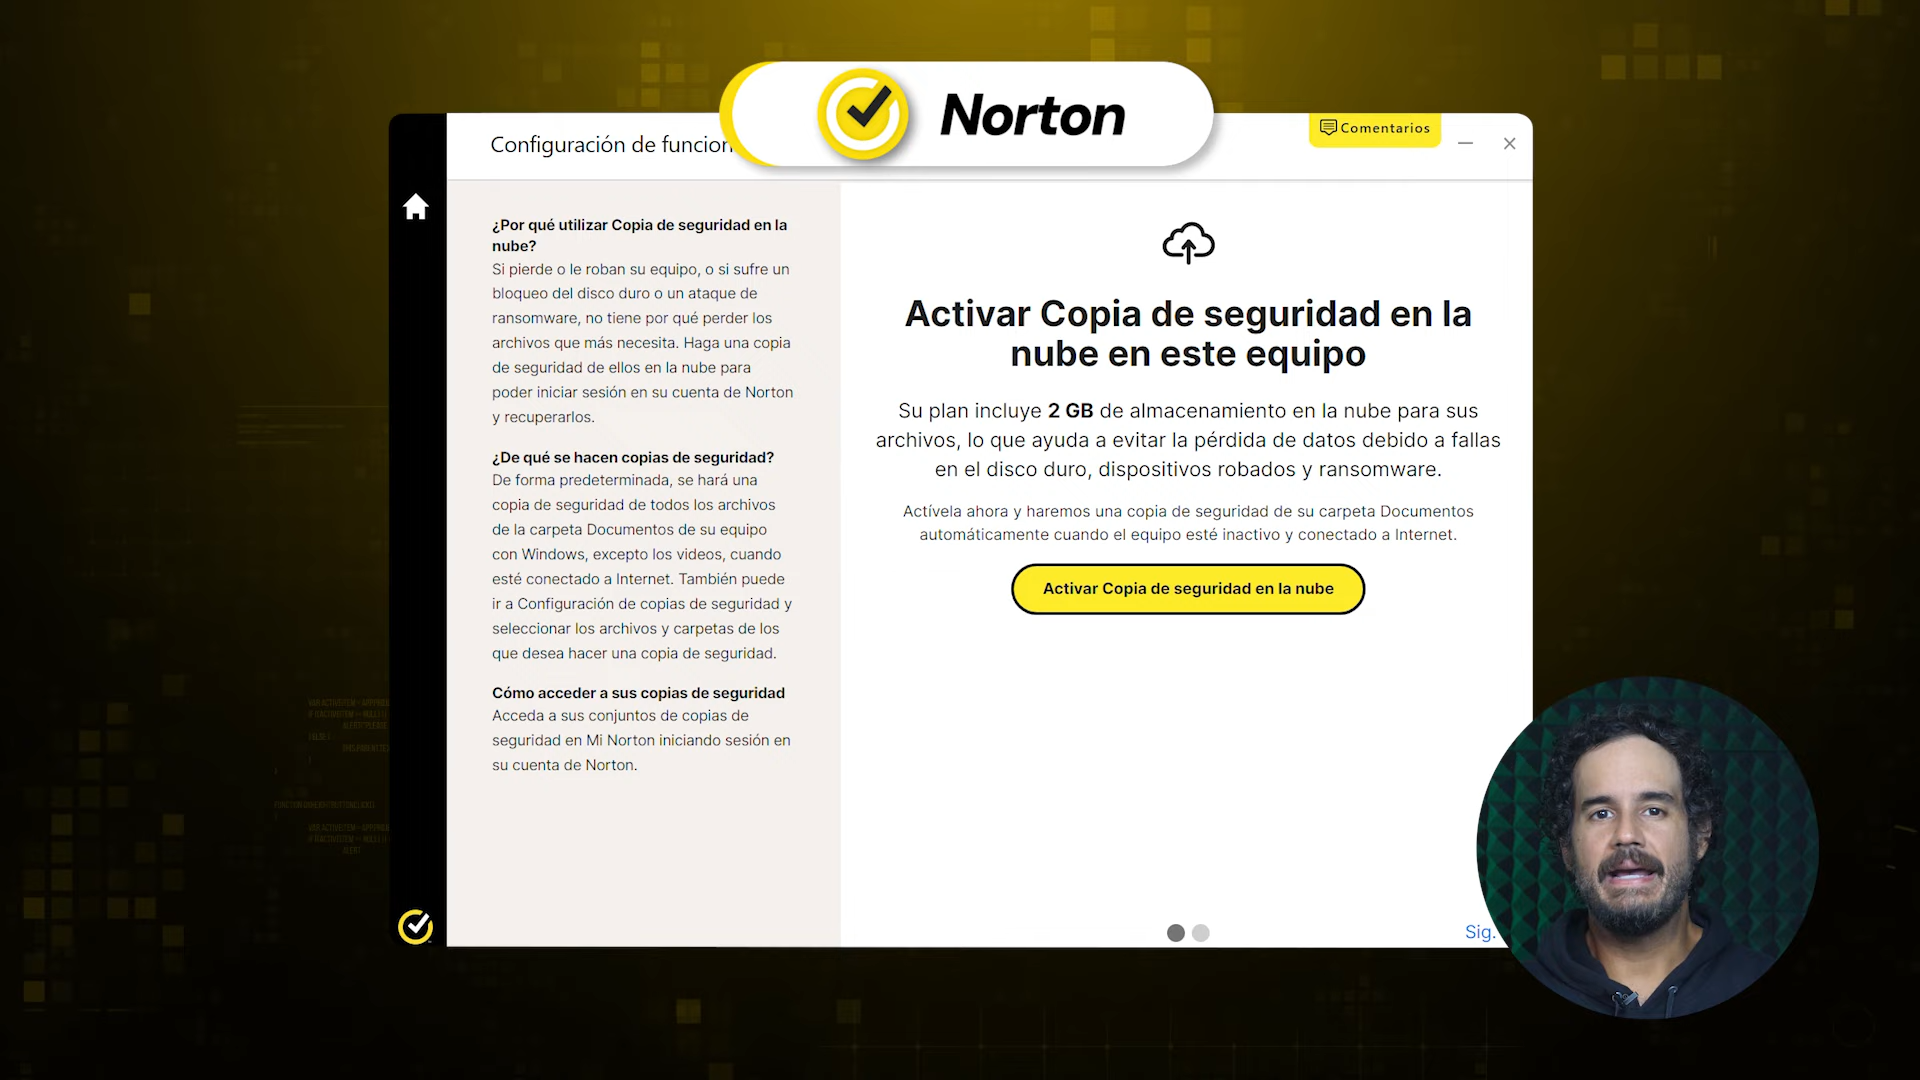 Norton
Configuración de funcion
Comentarios
¿Por qué utilizar Copia de seguridad en la
nube?
Si pierde o le roban su equipo, o si sufre un
bloqueo del disco duro o un ataque de
ransomware, no tiene por qué perder los
archivos que más necesita. Haga una copia
de seguridad de ellos en la nube para
poder iniciar sesión en su cuenta de Norton
y recuperarlos.
¿De qué se hacen copias de seguridad?
De forma predeterminada, se hará una
copia de seguridad de todos los archivos
de la carpeta Documentos de su equipo
con Windows, excepto los videos, cuando
esté conectado a Internet. También puede
ir a Configuración de copias de seguridad y
seleccionar los archivos y carpetas de los
que desea hacer una copia de seguridad.
Cómo acceder a sus copias de seguridad
Acceda a sus conjuntos de copias de
seguridad en Mi Norton iniciando sesión en
su cuenta de Norton.
Activar Copia de seguridad en la
nube en este equipo
Su plan incluye 2 GB de almacenamiento en la nube para sus
archivos, lo que ayuda a evitar la pérdida de datos debido a fallas
en el disco duro, dispositivos robados y ransomware.
Actívela ahora y haremos una copia de seguridad de su carpeta Documentos
automáticamente cuando el equipo esté inactivo y conectado a Internet.
Activar Copia de seguridad en la nube
Sig.